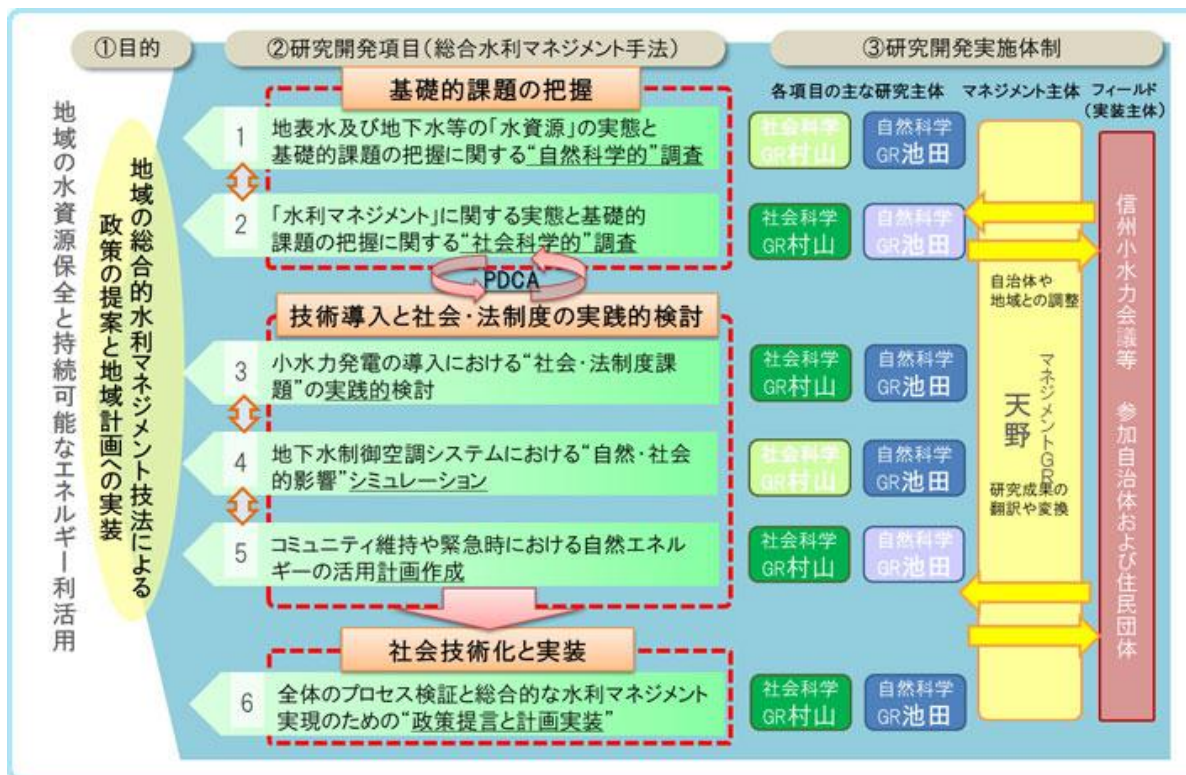 ①目的
②研究開発項目(総合水利マネジメント手法)
③研究開発実施体制
地域の水資源保全と持続可能なエネルギー利活用
地域の総合的水利マネジメント技法による
政策の提案と地域計画への実装
基礎的課題の把握
1
地表水及び地下水等の「水資源」の実態と
基礎的課題の把握に関する“自然科学的”調査
2
「水利マネジメント」に関する実態と基礎的
課題の把握に関する“社会科学的”調査
PDCA
技術導入と社会・法制度の実践的検討
3
小水力発電の導入における“社会・法制度課
題”の実践的検討
4
地下水制御空調システムにおける“自然・社会
的影響”シミュレーション
5
コミュニティ維持や緊急時における自然エネル
ギーの活用計画作成
社会技術化と実装
6
全体のプロセス検証と総合的な水利マネジメント
実現のための“政策提言と計画実装”
各項目の主な研究主体
マネジメント主体
フィールド
(実装主体)
社会科学
GR村山
自然科学
GR池田
社会科学
GR村山
自然科学
GR池田
社会科学
GR村山
自然科学
GR池田
社会科学
GR村山
自然科学
GR池田
社会科学
GR村山
自然科学
GR池田
社会科学
GR村山
自然科学
GR池田
自治体や
地域との調整
マネジメントGR
天野
研究成果の
翻訳や変換
信州小水力会議等 参加自治体および住民団体